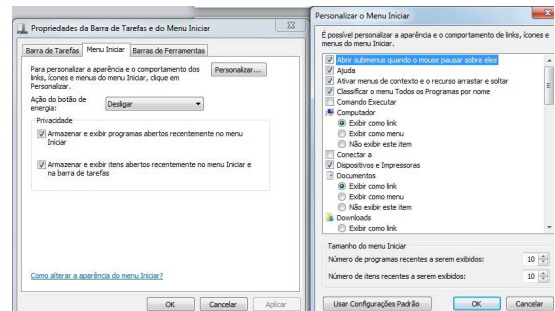 Propriedades da Barra de Tarefas e do Menu Iniciar
Barra de Tarefas
Menu Iniciar
Barras de Ferramentas
Para personalizar a aparência e o comportamento dos
links, ícones e menus do menu Iniciar, clique em
Personalizar.
Personalizar...
Ação do botão de
energia:
Desligar
Privacidade
Armazenar e exibir programas abertos recentemente no menu
Iniciar
Armazenar e exibir itens abertos recentemente no menu Iniciar e
na barra de tarefas
Como alterar a aparência do menu Iniciar?
OK
Cancelar
Aplicar
Personalizar o Menu Iniciar
É possível personalizar a aparência e o comportamento de links, ícones e
menus do menu Iniciar.
Abrir submenus quando o mouse pausar sobre eles
Ajuda
Ativar menus de contexto e o recurso arrastar e soltar
Classificar o menu Todos os Programas por nome
Comando Executar
Computador
Exibir como link
Exibir como menu
Não exibir este item
Conectar a
Dispositivos e Impressoras
Documentos
Exibir como link
Exibir como menu
Não exibir este item
Downloads
Exibir como link
Tamanho do menu Iniciar
Número de programas recentes a serem exibidos:
10
Número de itens recentes a serem exibidos:
10
Usar Configurações Padrão
OK
Cancelar